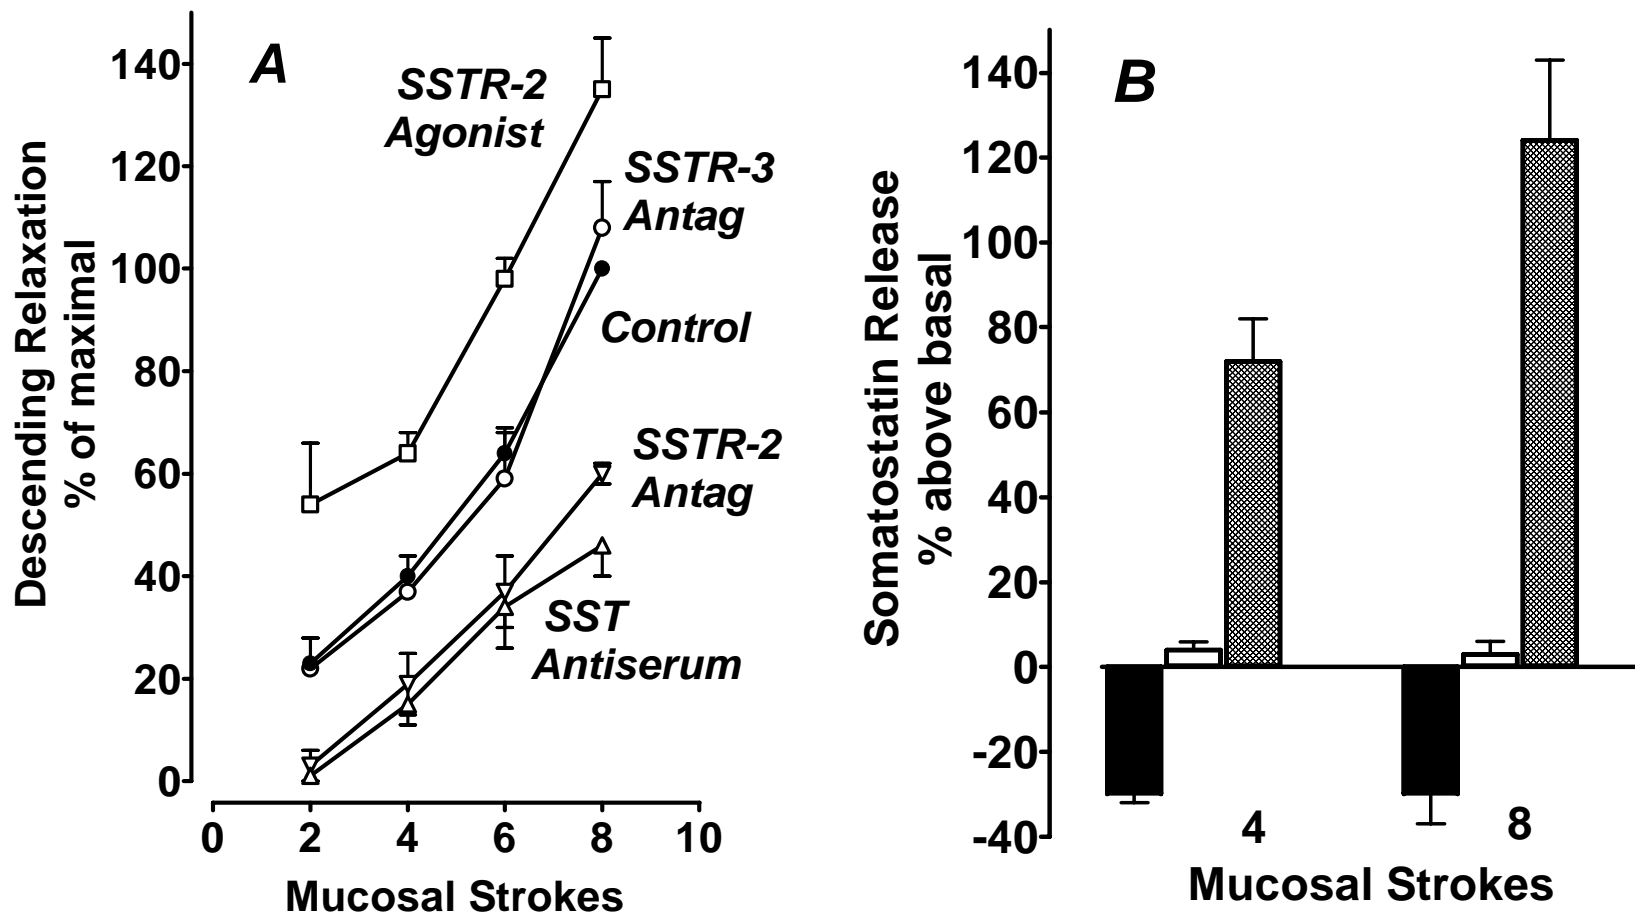 A
140
120
100
80
60
40
20
0
Descending Relaxation
% of maximal
SSTR-2
Agonist
SSTR-3
Antag
Control
SSTR-2
Antag
SST
Antiserum
0 2 4 6 8 10
Mucosal Strokes
B
140
120
100
80
60
40
20
0
-20
-40
Somatostatin Release
% above basal
4 8
Mucosal Strokes